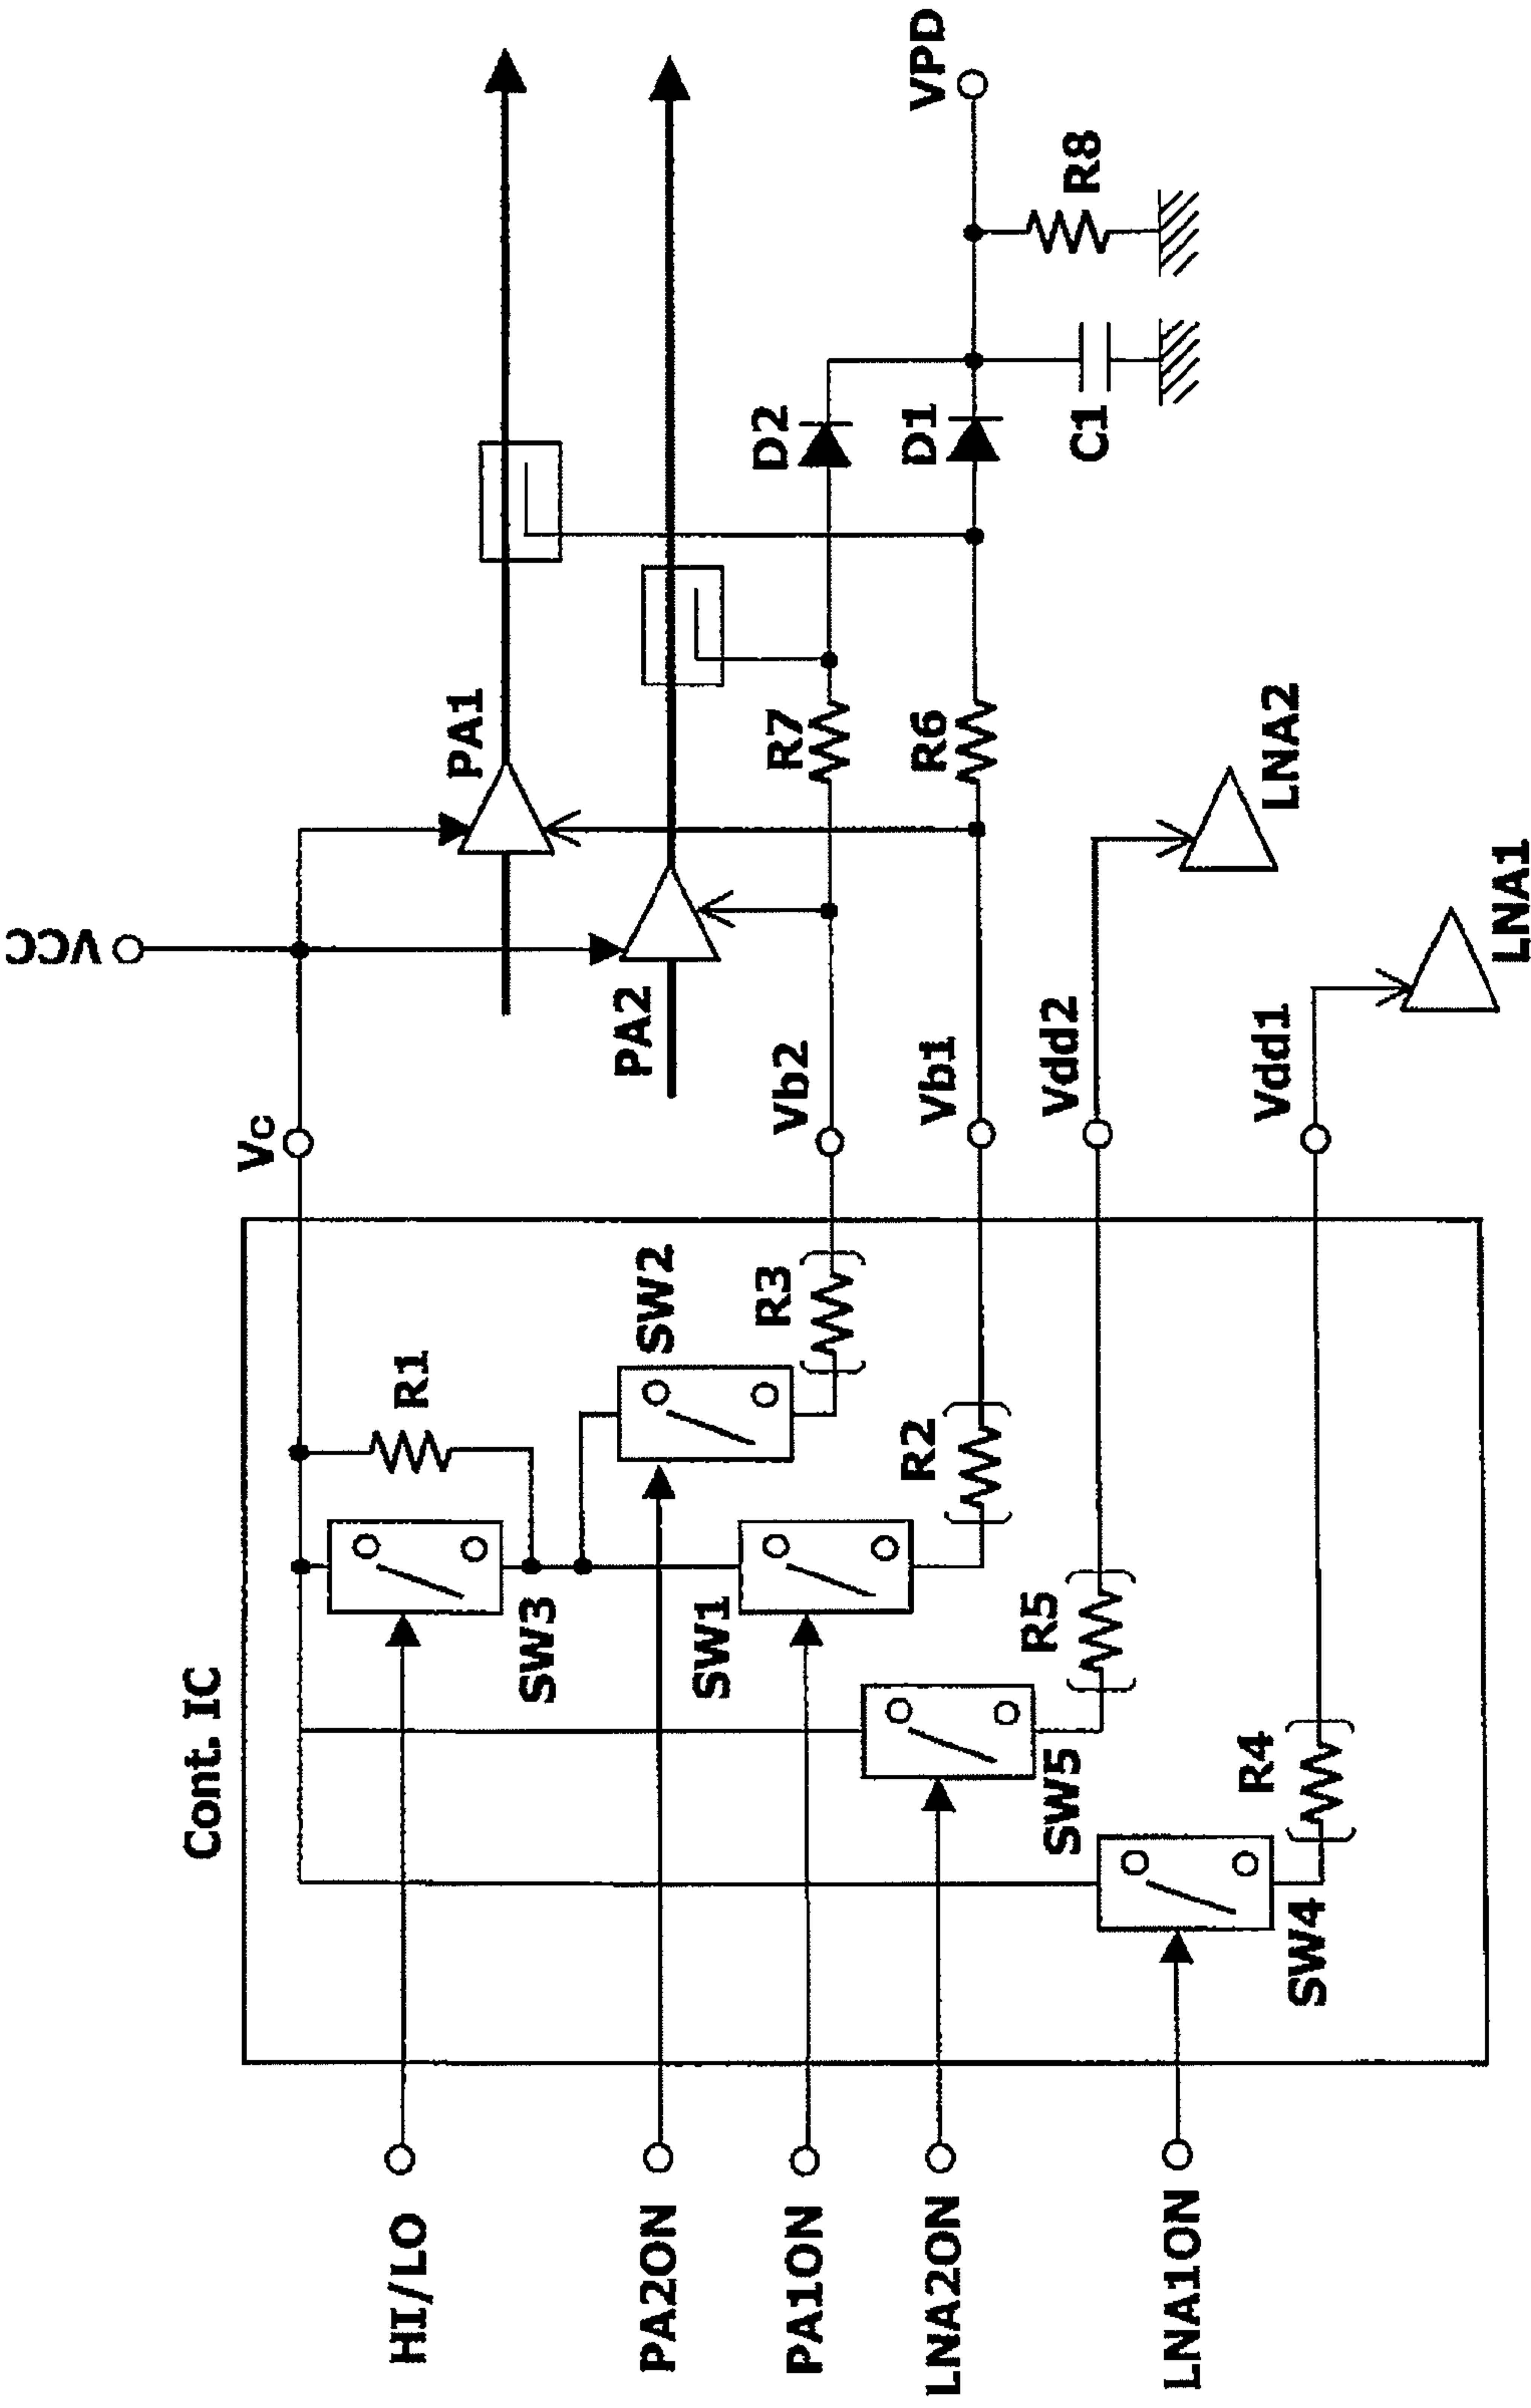 VCC
VPD
R8
C1
D2
D1
PA1
PA2
R7
R6
LNA2
LNA1
Vc
Vb2
Vb1
Vdd2
Vdd1
Cont. IC
R1
SW2
R3
SW3
SW1
R2
R5
SW5
R4
SW4
HI/LO
PA2ON
PA1ON
LNA2ON
LNA1ON